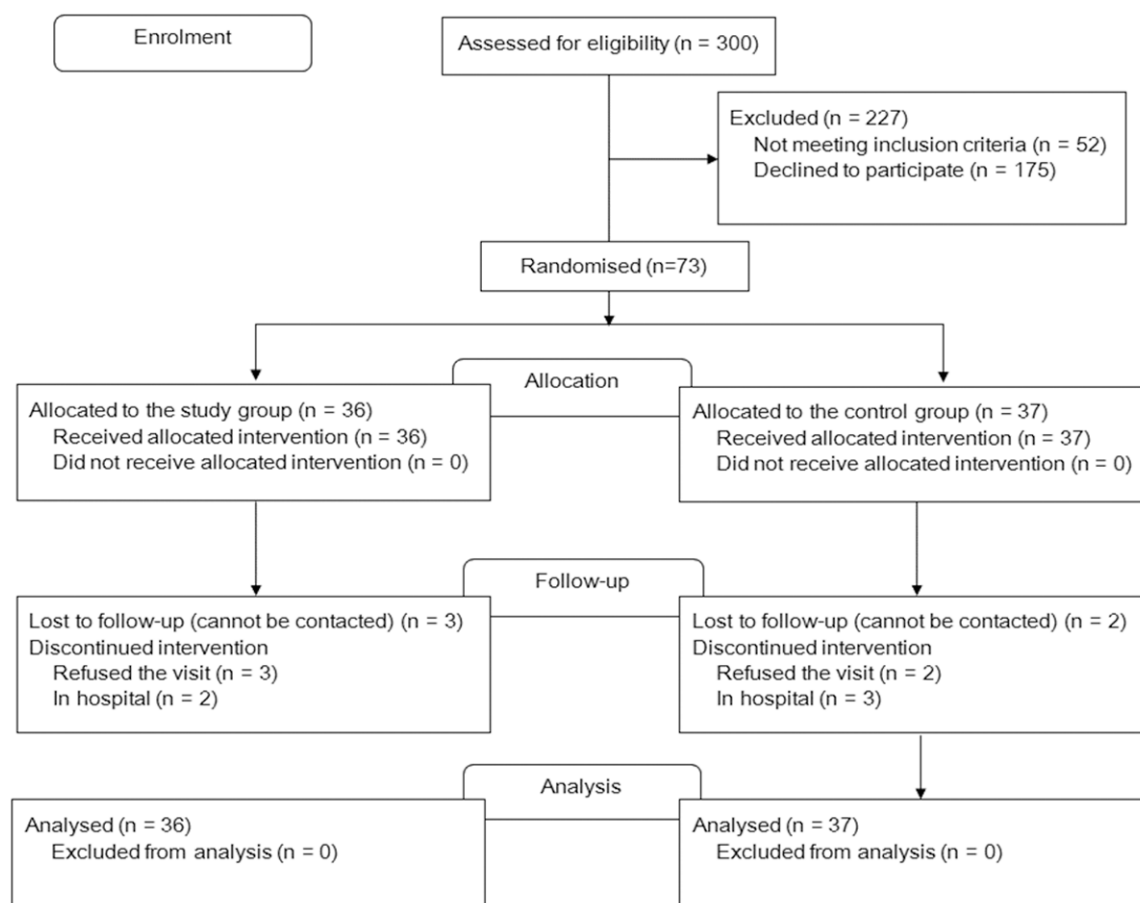 Enrolment
Assessed for eligibility (n = 300)
Excluded (n = 227)
Not meeting inclusion criteria (n = 52)
Declined to participate (n = 175)
Randomised (n=73)
Allocation
Allocated to the study group (n = 36)
Received allocated intervention (n = 36)
Did not receive allocated intervention (n = 0)
Allocated to the control group (n = 37)
Received allocated intervention (n = 37)
Did not receive allocated intervention (n = 0)
Follow-up
Lost to follow-up (cannot be contacted) (n = 3)
Discontinued intervention
Refused the visit (n = 3)
In hospital (n = 2)
Lost to follow-up (cannot be contacted) (n = 2)
Discontinued intervention
Refused the visit (n = 2)
In hospital (n = 3)
Analysis
Analysed (n = 36)
Excluded from analysis (n = 0)
Analysed (n = 37)
Excluded from analysis (n = 0)